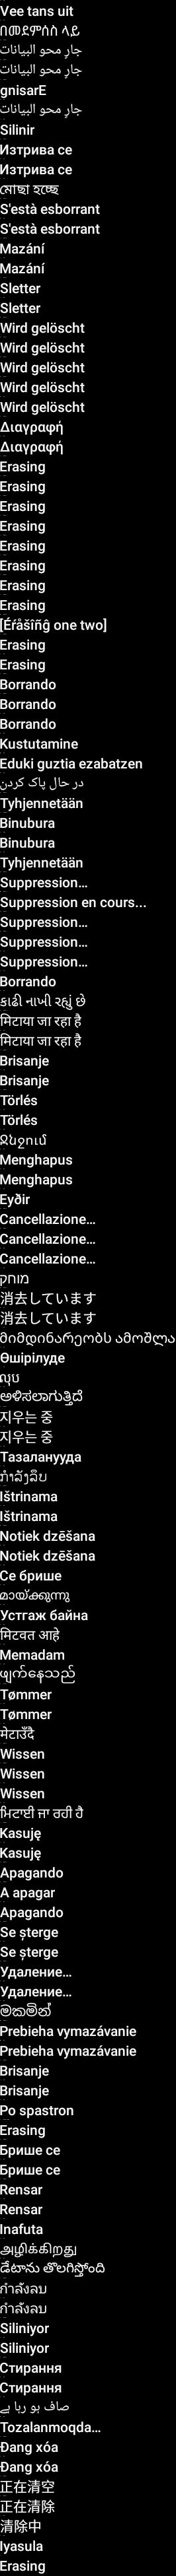 Vee tans uit
በመደምሰስ ላይ
جارٍ محو البيانات
جارٍ محو البيانات
gnisarE
جارٍ محو البيانات
Silinir
Изтрива се
Изтрива се
মোছা হচ্ছে
S'està esborrant
S'està esborrant
Mazání
Mazání
Sletter
Sletter
Wird gelöscht
Wird gelöscht
Wird gelöscht
Wird gelöscht
Wird gelöscht
Διαγραφή
Διαγραφή
Erasing
Erasing
Erasing
Erasing
Erasing
Erasing
Erasing
Erasing
[Éŕåšîñĝ one two]
Erasing
Erasing
Borrando
Borrando
Borrando
Kustutamine
Eduki guztia ezabatzen
در حال پاک کردن
Tyhjennetään
Binubura
Binubura
Tyhjennetään
Suppression…
Suppression en cours...
Suppression…
Suppression…
Suppression…
Borrando
કાઢી નાખી રહ્યું છે
मिटाया जा रहा है
मिटाया जा रहा है
Brisanje
Brisanje
Törlés
Törlés
Ջնջում
Menghapus
Menghapus
Eyðir
Cancellazione…
Cancellazione…
Cancellazione…
מוחק
消去しています
消去しています
მიმდინარეობს ამოშლა
Өшірілуде
លុប
ಅಳಿಸಲಾಗುತ್ತಿದೆ
지우는 중
지우는 중
Тазаланууда
ກຳລັງລຶບ
Ištrinama
Ištrinama
Notiek dzēšana
Notiek dzēšana
Се брише
മായ്ക്കുന്നു
Устгаж байна
मिटवत आहे
Memadam
ဖျက်နေသည်
Tømmer
Tømmer
मेटाउँदै
Wissen
Wissen
Wissen
ਮਿਟਾਈ ਜਾ ਰਹੀ ਹੈ
Kasuję
Kasuję
Apagando
A apagar
Apagando
Se șterge
Se șterge
Удаление…
Удаление…
මකමින්
Prebieha vymazávanie
Prebieha vymazávanie
Brisanje
Brisanje
Po spastron
Erasing
Брише се
Брише се
Rensar
Rensar
Inafuta
அழிக்கிறது
డేటాను తొలగిస్తోంది
กำลังลบ
กำลังลบ
Siliniyor
Siliniyor
Стирання
Стирання
صاف ہو رہا ہے
Tozalanmoqda…
Đang xóa
Đang xóa
正在清空
正在清除
清除中
Iyasula
Erasing